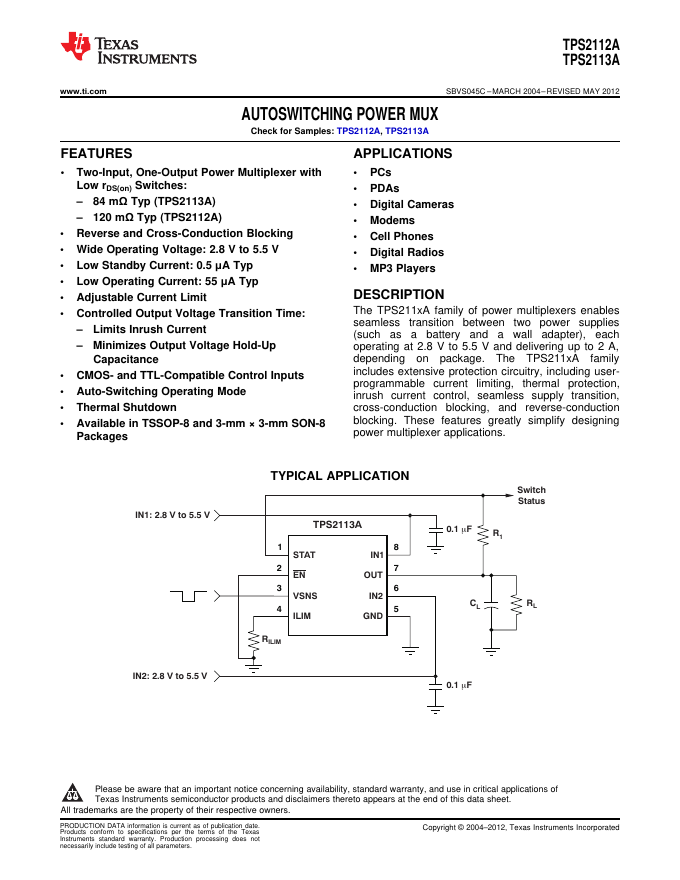 TEXAS
INSTRUMENTS
TPS2112A
TPS2113A
www.ti.com
SBVS045C – MARCH 2004 – REVISED MAY 2012
AUTOSWITCHING POWER MUX
Check for Samples: TPS2112A, TPS2113A
FEATURES
• Two-Input, One-Output Power Multiplexer with
Low rDS(on) Switches:
– 84 mΩ Typ (TPS2113A)
– 120 mΩ Typ (TPS2112A)
• Reverse and Cross-Conduction Blocking
• Wide Operating Voltage: 2.8 V to 5.5 V
• Low Standby Current: 0.5 µA Typ
• Low Operating Current: 55 µA Typ
• Adjustable Current Limit
• Controlled Output Voltage Transition Time:
– Limits Inrush Current
– Minimizes Output Voltage Hold-Up
Capacitance
• CMOS- and TTL-Compatible Control Inputs
• Auto-Switching Operating Mode
• Thermal Shutdown
• Available in TSSOP-8 and 3-mm × 3-mm SON-8
Packages
APPLICATIONS
• PCs
• PDAs
• Digital Cameras
• Modems
• Cell Phones
• Digital Radios
• MP3 Players
DESCRIPTION
The TPS211xA family of power multiplexers enables
seamless transition between two power supplies
(such as a battery and a wall adapter), each
operating at 2.8 V to 5.5 V and delivering up to 2 A,
depending on package. The TPS211xA family
includes extensive protection circuitry, including user-
programmable current limiting, thermal protection,
inrush current control, seamless supply transition,
cross-conduction blocking, and reverse-conduction
blocking. These features greatly simplify designing
power multiplexer applications.
TYPICAL APPLICATION
Switch
Status
IN1: 2.8 V to 5.5 V
TPS2113A
0.1 µF
R1
1 STAT IN1 8
2 EN OUT 7
3 VSNS IN2 6
4 ILIM GND 5
CL
RL
RILIM
IN2: 2.8 V to 5.5 V
0.1 µF
Please be aware that an important notice concerning availability, standard warranty, and use in critical applications of
Texas Instruments semiconductor products and disclaimers thereto appears at the end of this data sheet.
All trademarks are the property of their respective owners.
PRODUCTION DATA information is current as of publication date.
Products conform to specifications per the terms of the Texas
Instruments standard warranty. Production processing does not
necessarily include testing of all parameters.
Copyright © 2004–2012, Texas Instruments Incorporated